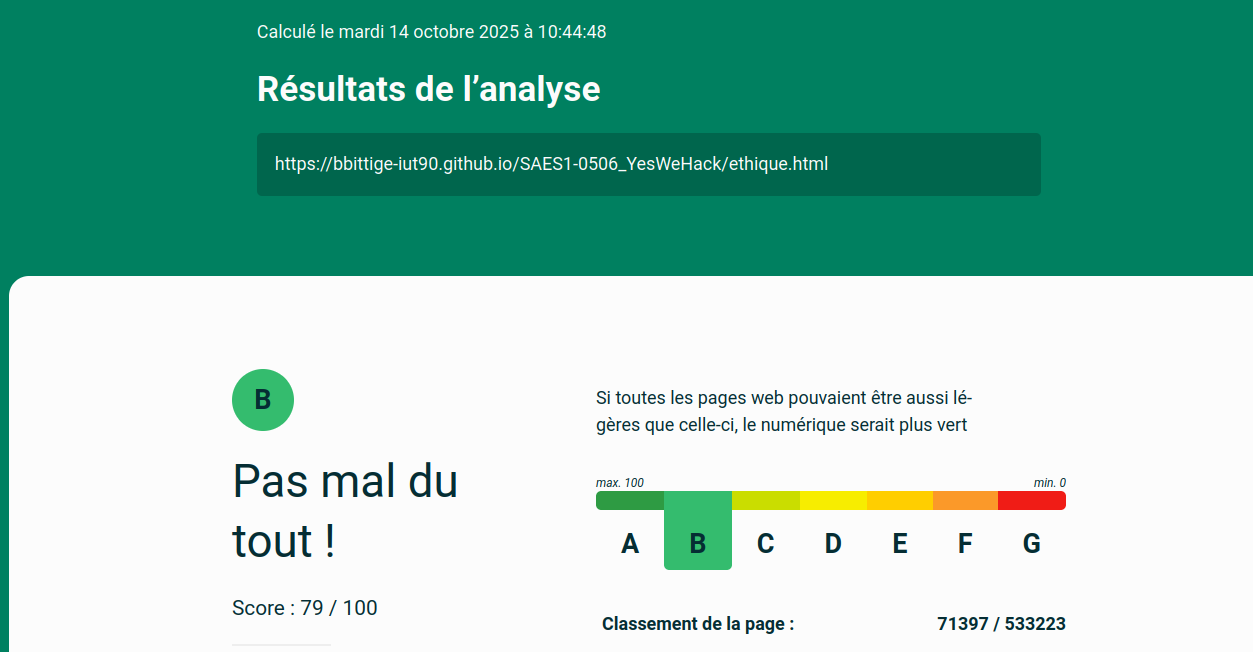 Calculé le mardi 14 octobre 2025 à 10:44:48
Résultats de l’analyse
https://bbittige-iut90.github.io/SAES1-0506_YesWeHack/ethique.html
B
Pas mal du
tout !
Score : 79 / 100
Si toutes les pages web pouvaient être aussi lé-
gères que celle-ci, le numérique serait plus vert
max. 100 min. 0
A B C D E F G
Classement de la page : 71397 / 533223